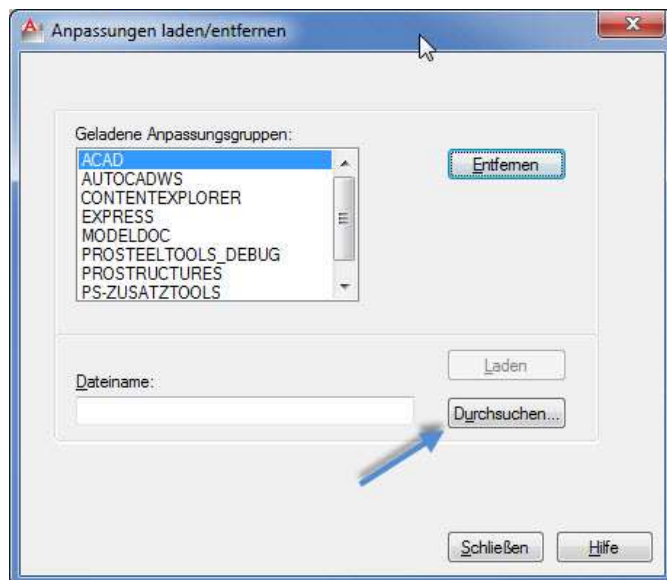 Anpassungen laden/entfernen
Geladene Anpassungsgruppen:
ACAD
AUTOCADWS
CONTENTEXPLORER
EXPRESS
MODELDOC
PROSTEELTOOLS_DEBUG
PROSTRUCTURES
PS-ZUSATZTOOLS
Entfernen
Laden
Dateiname:
Durchsuchen...
Schließen
Hilfe